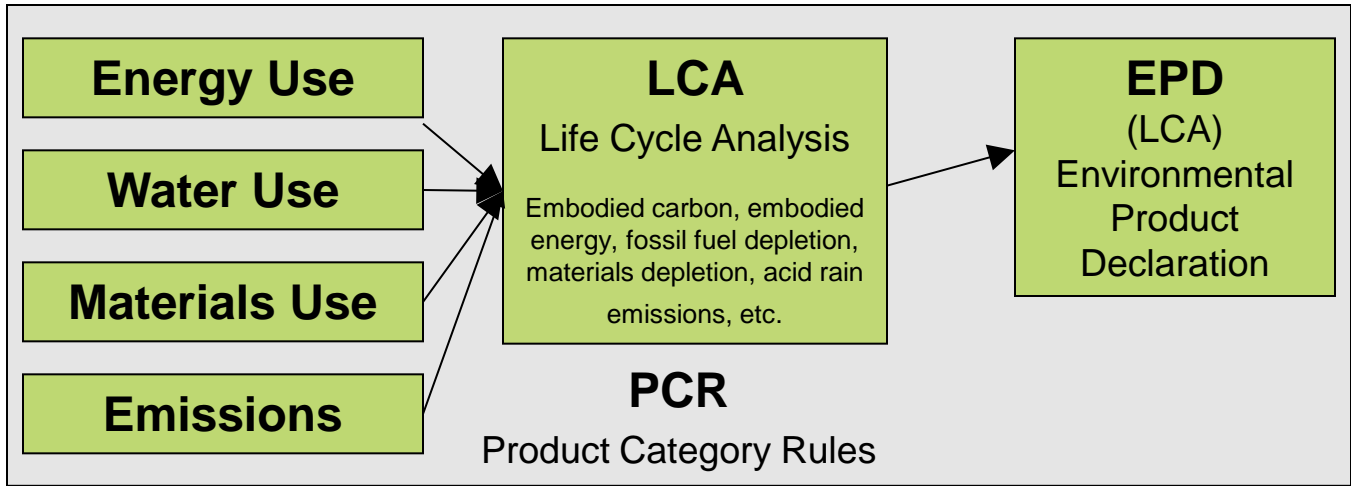 Energy Use
Water Use
Materials Use
Emissions
LCA
Life Cycle Analysis
Embodied carbon, embodied
energy, fossil fuel depletion,
materials depletion, acid rain
emissions, etc.
PCR
Product Category Rules
EPD
(LCA)
Environmental
Product
Declaration